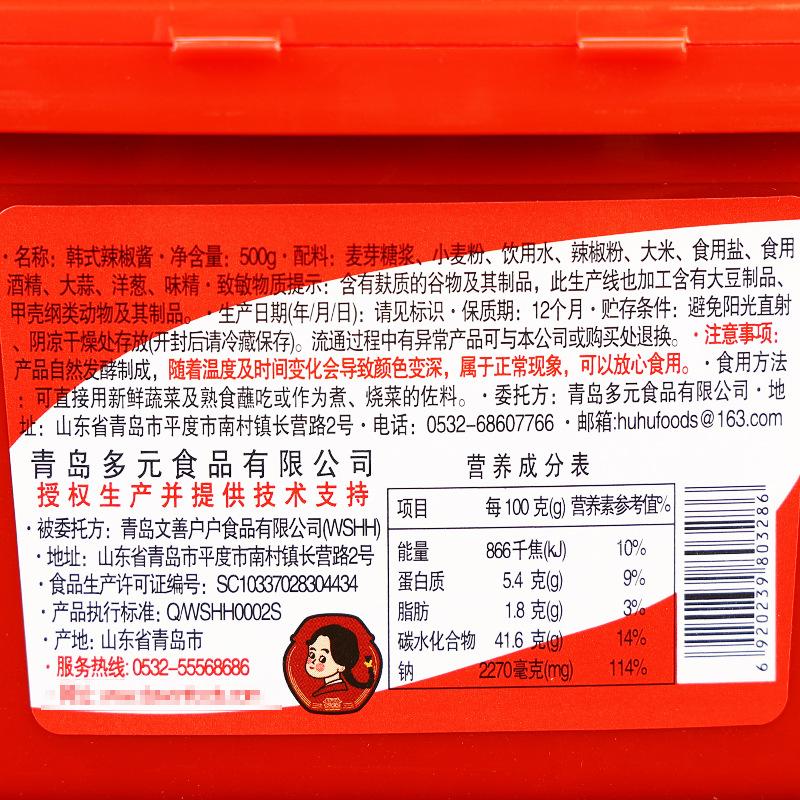 · 名称：韩式辣椒酱 · 净含量：500g · 配料：麦芽糖浆、小麦粉、饮用水、辣椒粉、大米、食用盐、食用
酒精、大蒜、洋葱、味精 · 致敏物质提示：含有麸质的谷物及其制品，此生产线也加工含有大豆制品、
甲壳纲类动物及其制品。 · 生产日期(年/月/日)：请见标识 · 保质期：12个月 · 贮存条件：避免阳光直射
、阴凉干燥处存放(开封后请冷藏保存)。流通过程中有异常产品可与本公司或购买处退换。 · 注意事项：
产品自然发酵制成，随着温度及时间变化会导致颜色变深，属于正常现象，可以放心食用。 · 食用方法
：可直接用新鲜蔬菜及熟食蘸吃或作为煮、烧菜的佐料。 · 委托方：青岛多元食品有限公司 · 地
址：山东省青岛市平度市南村镇长营路2号 · 电话：0532-68607766 · 邮箱:huhufoods@163.com
青岛多元食品有限公司
授权生产并提供技术支持
· 被委托方：青岛文善户户食品有限公司(WSHH)
· 地址：山东省青岛市平度市南村镇长营路2号
· 食品生产许可证编号：SC10337028304434
· 产品执行标准：Q/WSHH0002S
· 产地：山东省青岛市
· 服务热线: 0532-55568686
营养成分表
项目 每100克(g) 营养素参考值%
能量 866千焦(kJ) 10%
蛋白质 5.4 克(g) 9%
脂肪 1.8 克(g) 3%
碳水化合物 41.6 克(g) 14%
钠 2270毫克(mg) 114%
6 920239 803286